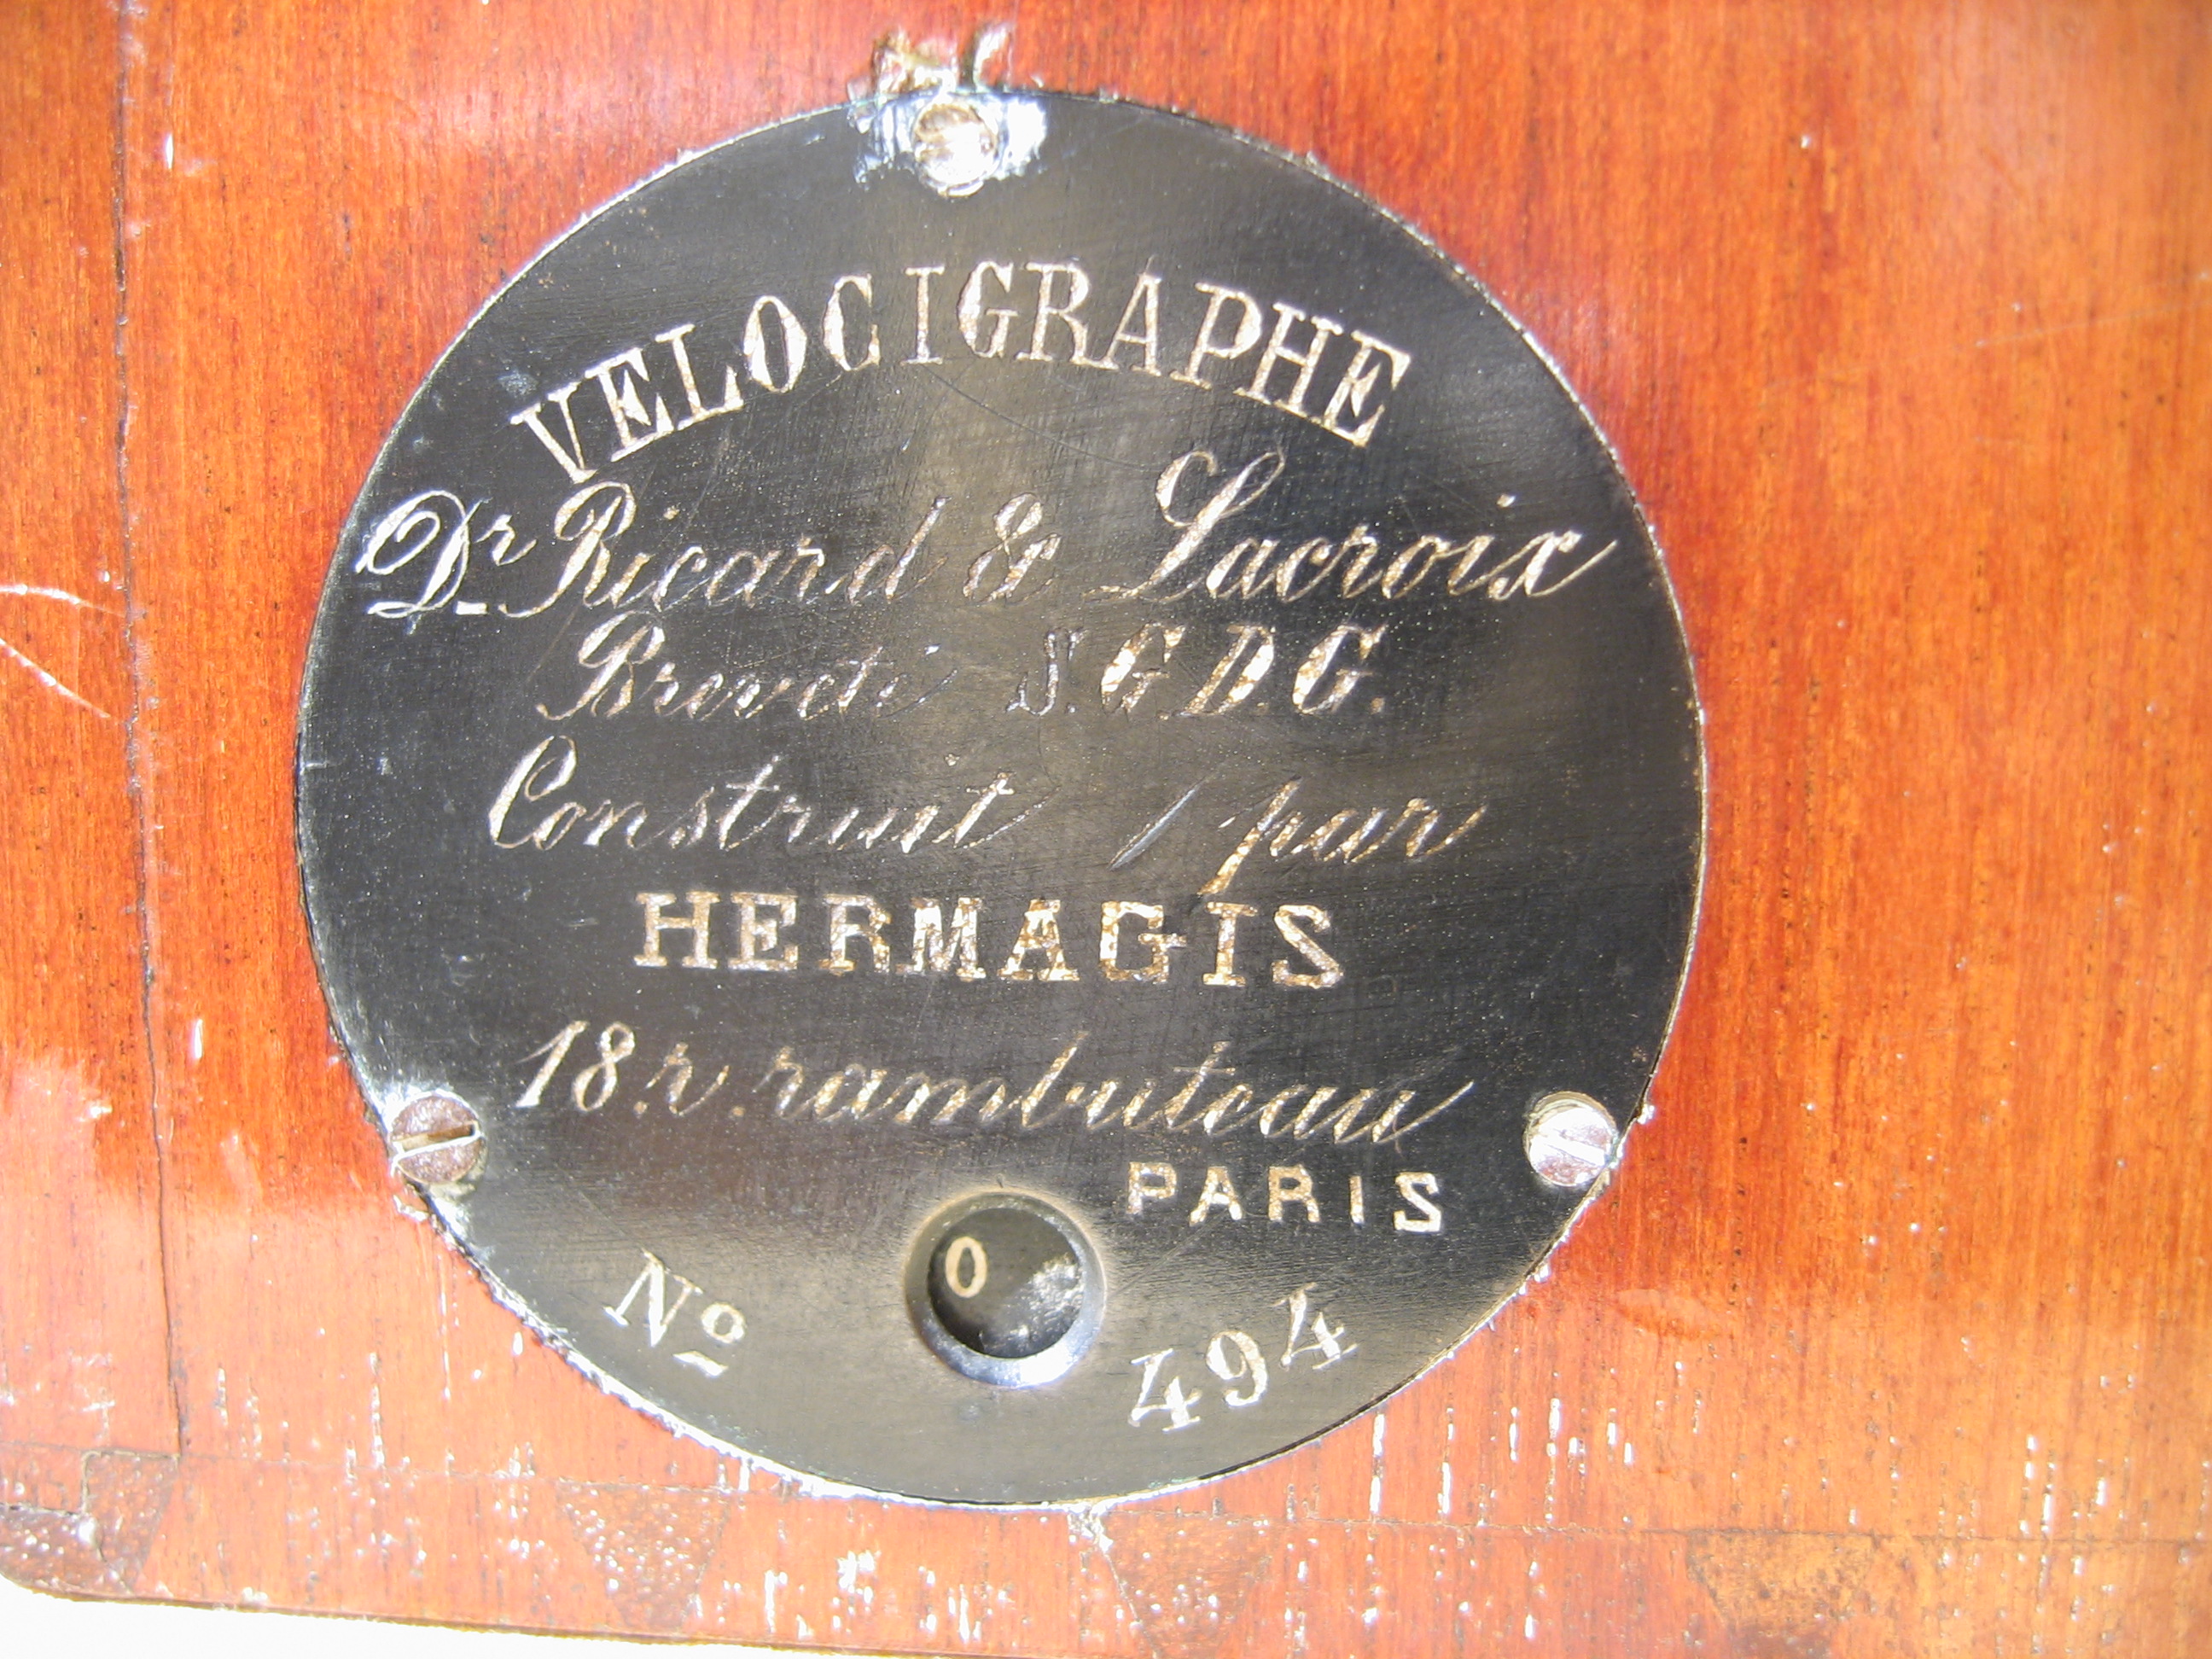 VELOCIGRAPHE
Dr Ricard & Lacroix
Breveté S.G.D.G.
Construit par
HERMAGIS
18.r. rambuteau
PARIS
0
No 494